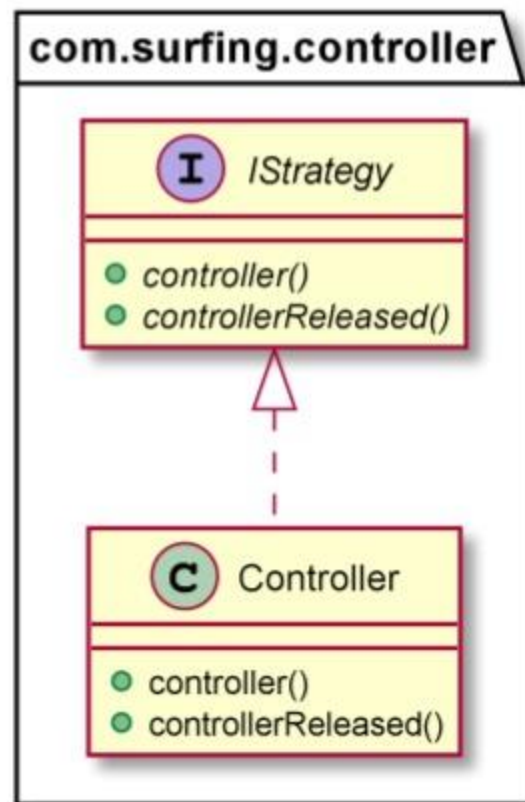 com.surfing.controller
I IStrategy
controller()
controllerReleased()
C Controller
controller()
controllerReleased()